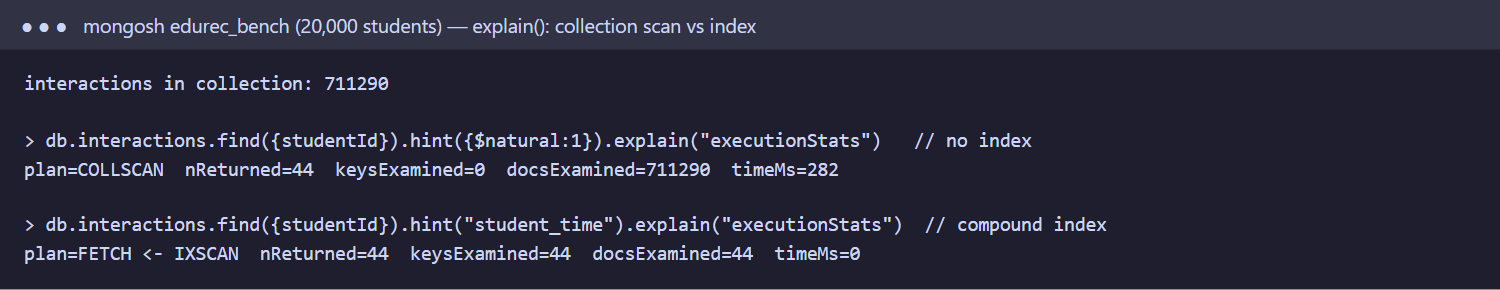 mongosh edurec_bench (20,000 students) — explain(): collection scan vs index
interactions in collection: 711290
> db.interactions.find({studentId}).hint({$natural:1}).explain("executionStats")   // no index
plan=COLLSCAN  nReturned=44  keysExamined=0  docsExamined=711290  timeMs=282
> db.interactions.find({studentId}).hint("student_time").explain("executionStats")  // compound index
plan=FETCH <- IXSCAN  nReturned=44  keysExamined=44  docsExamined=44  timeMs=0